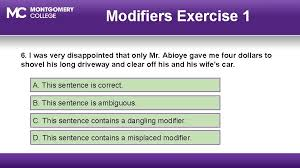 MC MONTGOMERY
COLLEGE
Modifiers Exercise 1
6. I was very disappointed that only Mr. Abioye gave me four dollars to
shovel his long driveway and clear off his and his wife's car.
A. This sentence is correct.
B. This sentence is ambiguous.
C. This sentence contains a dangling modifier.
D. This sentence contains a misplaced modifier.